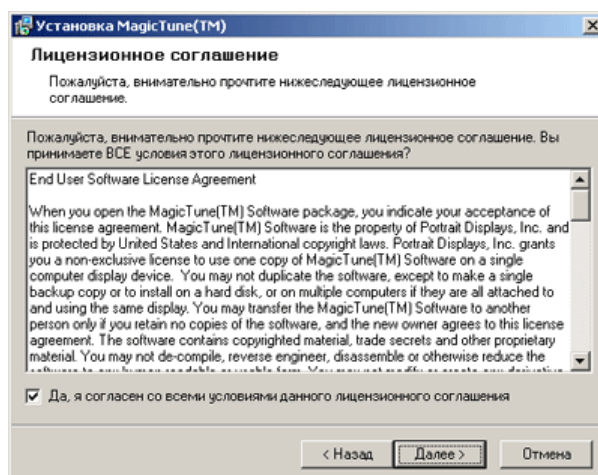 Установка MagicTune(TM)
Лицензионное соглашение
Пожалуйста, внимательно прочтите нижеследующее лицензионное
соглашение.
Пожалуйста, внимательно прочтите нижеследующее лицензионное соглашение. Вы
принимаете ВСЕ условия этого лицензионного соглашения?
End User Software License Agreement
When you open the MagicTune(TM) Software package, you indicate your acceptance of
this license agreement. MagicTune(TM) Software is the property of Portrait Displays, Inc. and
is protected by United States and International copyright laws. Portrait Displays, Inc. grants
you a non-exclusive license to use one copy of MagicTune(TM) Software on a single
computer display device. You may not duplicate the software, except to make a single
backup copy or to install on a hard disk, or on multiple computers if they are all attached to
and using the same display. You may transfer the MagicTune(TM) Software to another
person only if you retain no copies of the software, and the new owner agrees to this license
agreement. The software contains copyrighted material, trade secrets and other proprietary
material. You may not de-compile, reverse engineer, disassemble or otherwise reduce the
Да, я согласен со всеми условиями данного лицензионного соглашения
< Назад
Далее >
Отмена